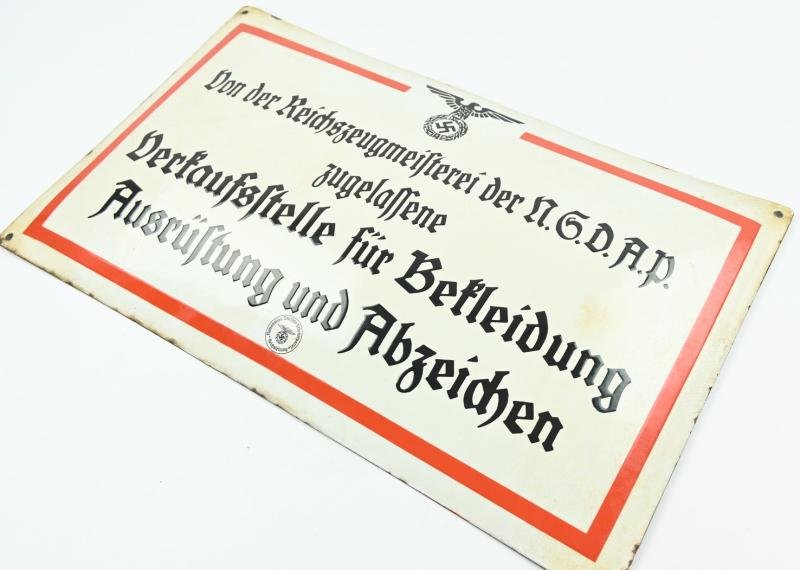 Von der Reichszeugmeisterei der N.S.D.A.P.
zugelassene
Verkaufsstelle für Bekleidung
Ausrüstung und Abzeichen